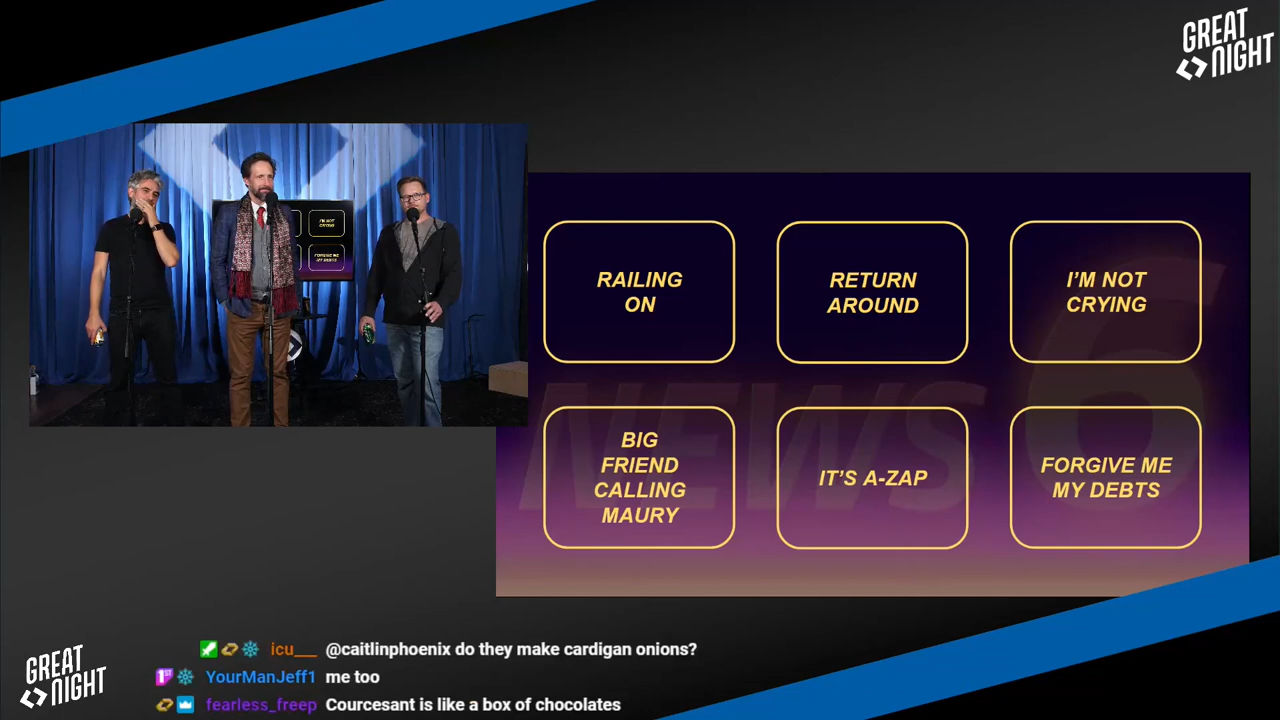 GREAT
NIGHT
RAILING
ON
RETURN
AROUND
I'M NOT
CRYING
BIG
FRIEND
CALLING
MAURY
IT'S A-ZAP
FORGIVE ME
MY DEBTS
NEWS 6
I'M NOT
CRYING
FORGIVE ME
MY DEBTS
icu___ @caitlinphoenix do they make cardigan onions?
YourManJeff1 me too
fearless_freep Courcesant is like a box of chocolates
GREAT
NIGHT